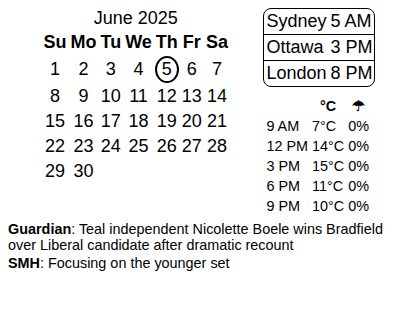 June 2025
Su Mo Tu We Th Fr Sa
1 2 3 4 5 6 7
8 9 10 11 12 13 14
15 16 17 18 19 20 21
22 23 24 25 26 27 28
29 30
Sydney 5 AM
Ottawa 3 PM
London 8 PM
°C ☂
9 AM 7°C 0%
12 PM 14°C 0%
3 PM 15°C 0%
6 PM 11°C 0%
9 PM 10°C 0%
Guardian: Teal independent Nicolette Boele wins Bradfield
over Liberal candidate after dramatic recount
SMH: Focusing on the younger set